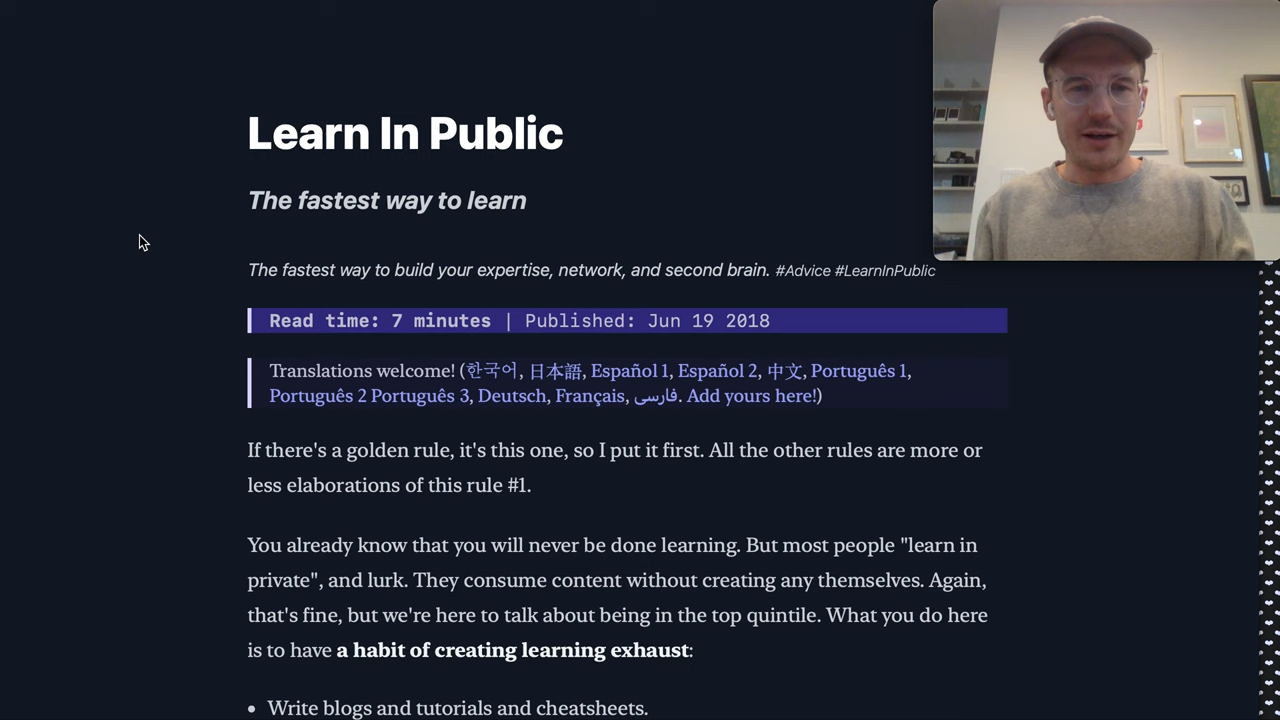 Learn In Public
The fastest way to learn
The fastest way to build your expertise, network, and second brain. #Advice #LearnInPublic
Read time: 7 minutes | Published: Jun 19 2018
Translations welcome! (한국어, 日本語, Español 1, Español 2, 中文, Português 1,
Português 2 Português 3, Deutsch, Français, فارسی. Add yours here!)
If there's a golden rule, it's this one, so I put it first. All the other rules are more or
less elaborations of this rule #1.
You already know that you will never be done learning. But most people "learn in
private", and lurk. They consume content without creating any themselves. Again,
that's fine, but we're here to talk about being in the top quintile. What you do here
is to have a habit of creating learning exhaust:
• Write blogs and tutorials and cheatsheets.